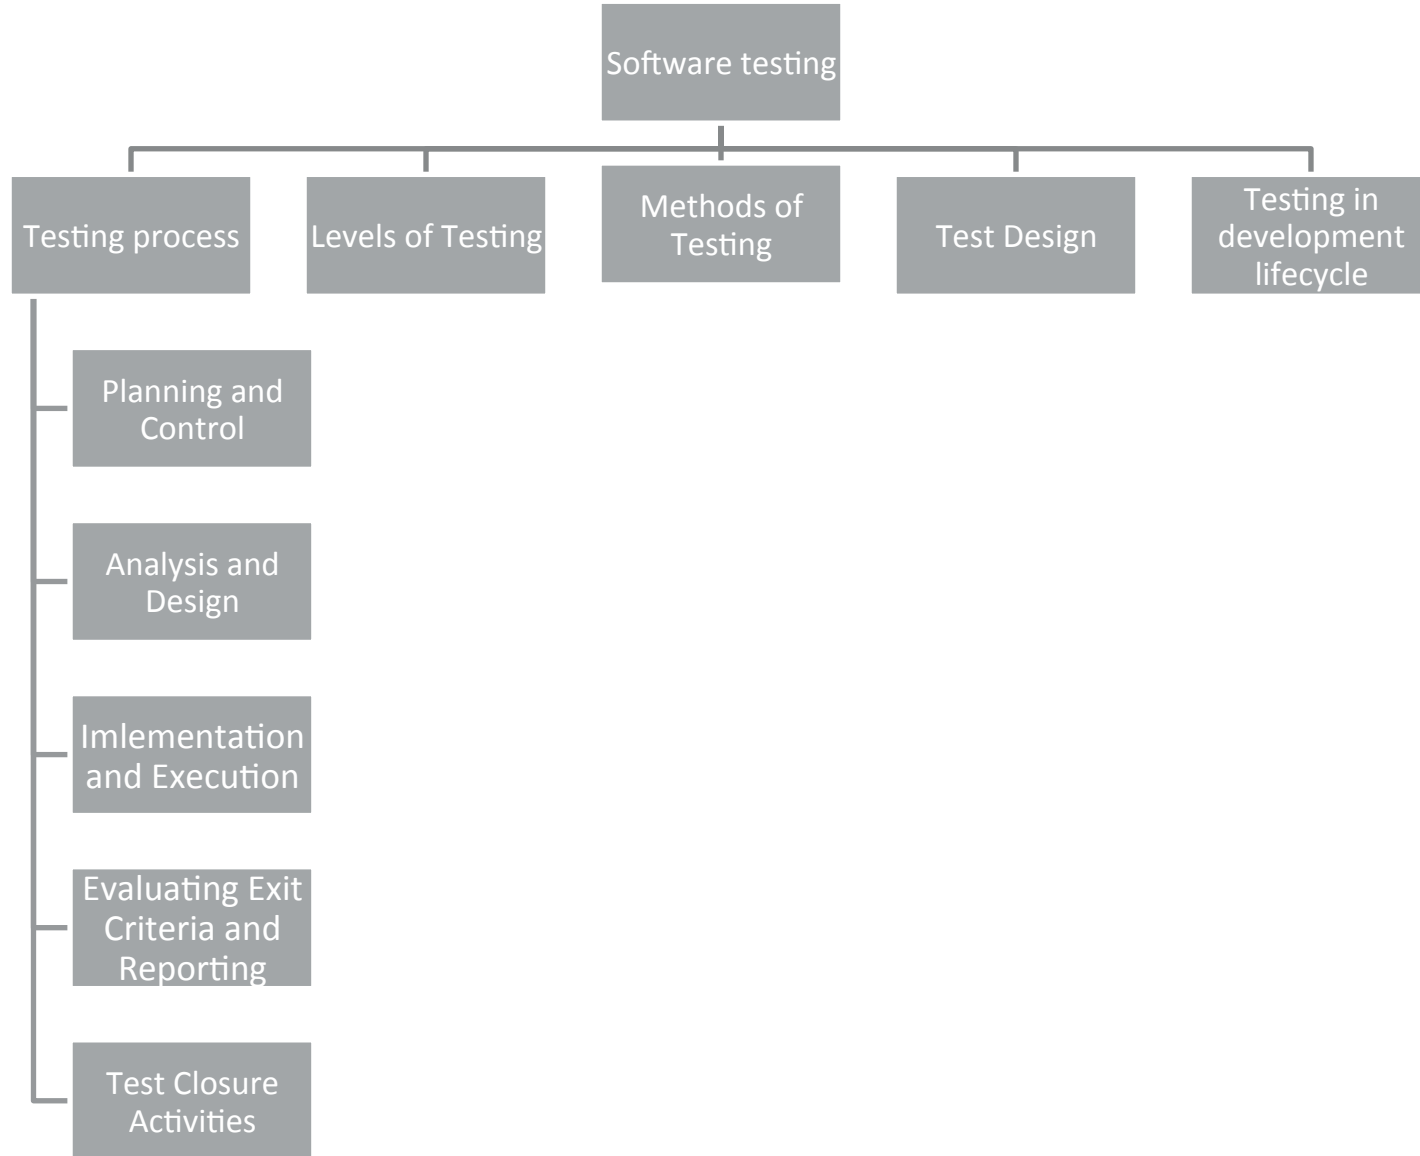 Software testing
Testing process
Levels of Testing
Methods of
Testing
Test Design
Testing in
development
lifecycle
Planning and
Control
Analysis and
Design
Imlementation
and Execution
Evaluating Exit
Criteria and
Reporting
Test Closure
Activities